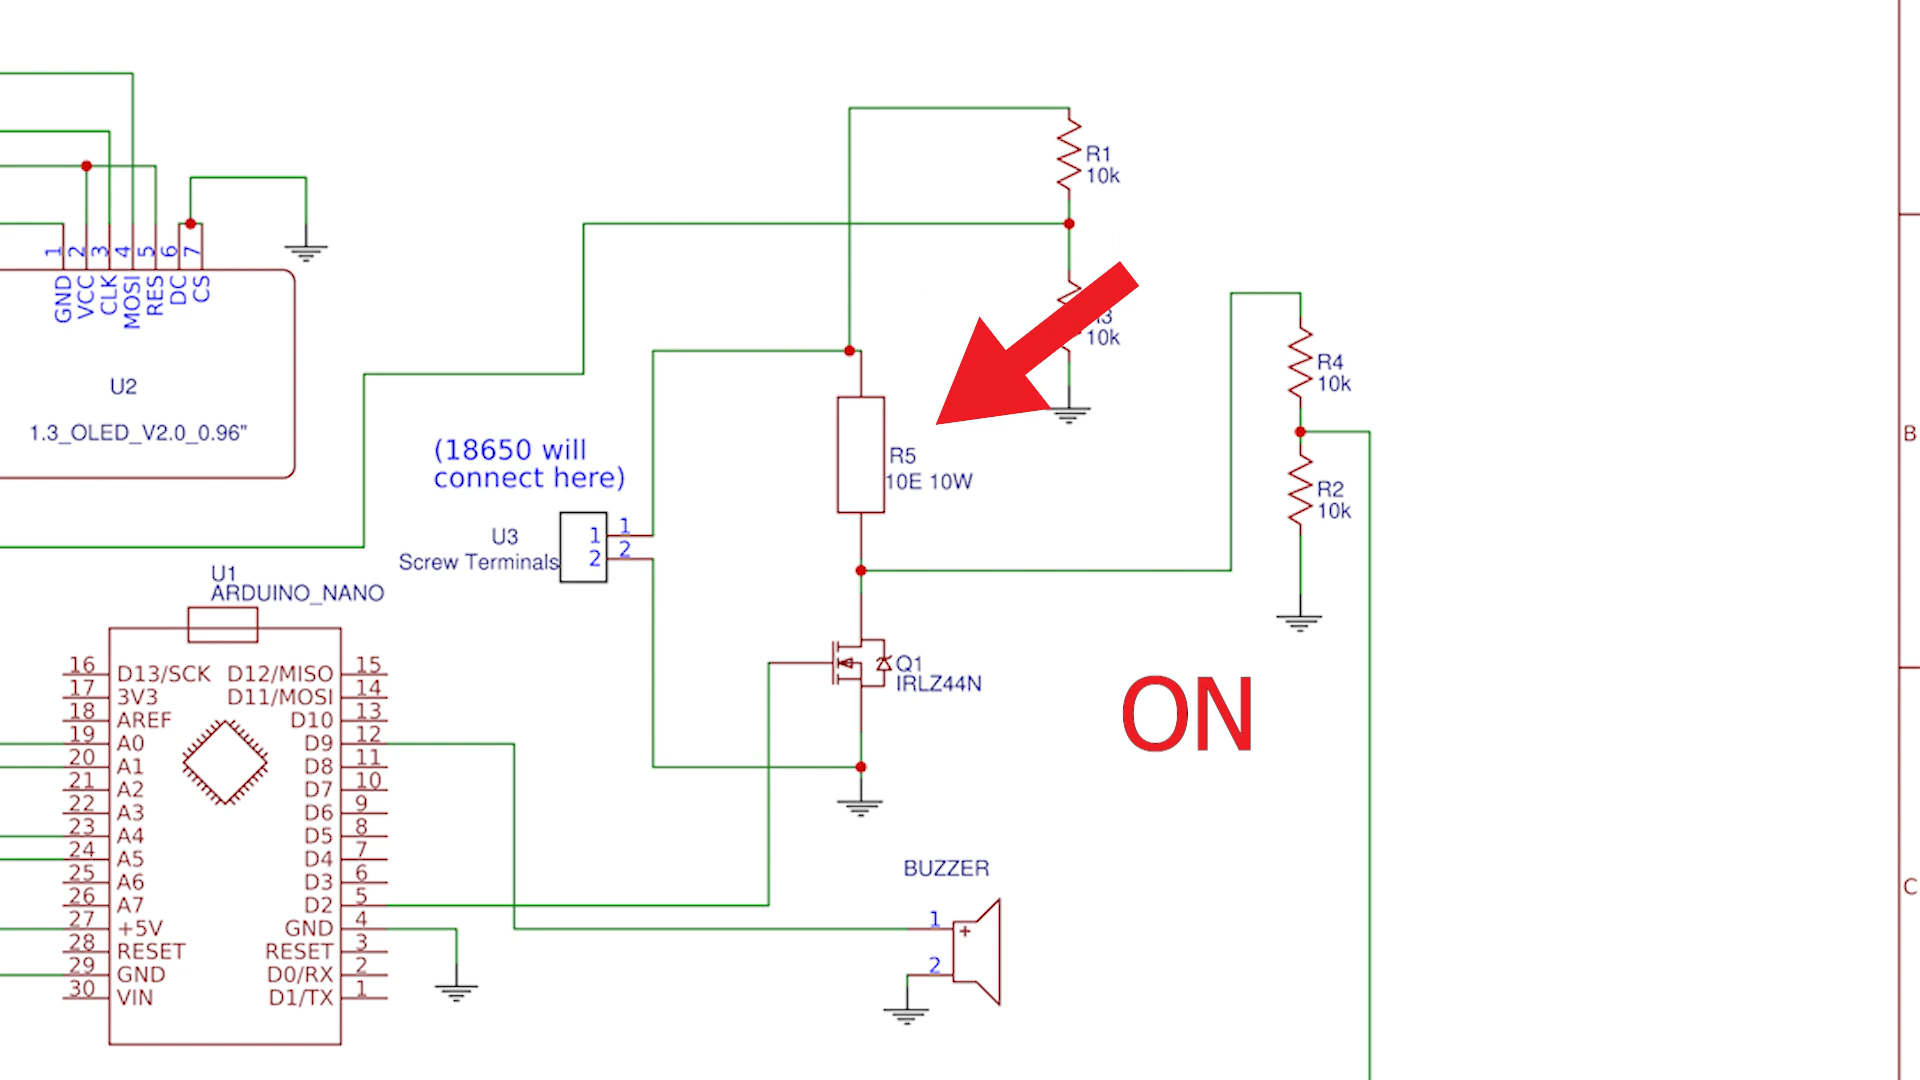 R1
10k
1
2
3
4
5
6
7
GND
VCC
CLK
MOSI
RES
DC
CS
10k
R4
10k
U2
1.3_OLED_V2.0_0.96"
B
(18650 will
connect here)
R5
10E 10W
R2
10k
U3
Screw Terminals
1 1
2 2
U1
ARDUINO_NANO
Q1
IRLZ44N
ON
16 D13/SCK D12/MISO 15
17 3V3 D11/MOSI 14
18 AREF D10 13
19 A0 D9 12
20 A1 D8 11
21 A2 D7 10
22 A3 D6 9
23 A4 D5 8
24 A5 D4 7
25 A6 D3 6
26 A7 D2 5
27 +5V GND 4
28 RESET RESET 3
29 GND D0/RX 2
30 VIN D1/TX 1
BUZZER
1 +
2
C